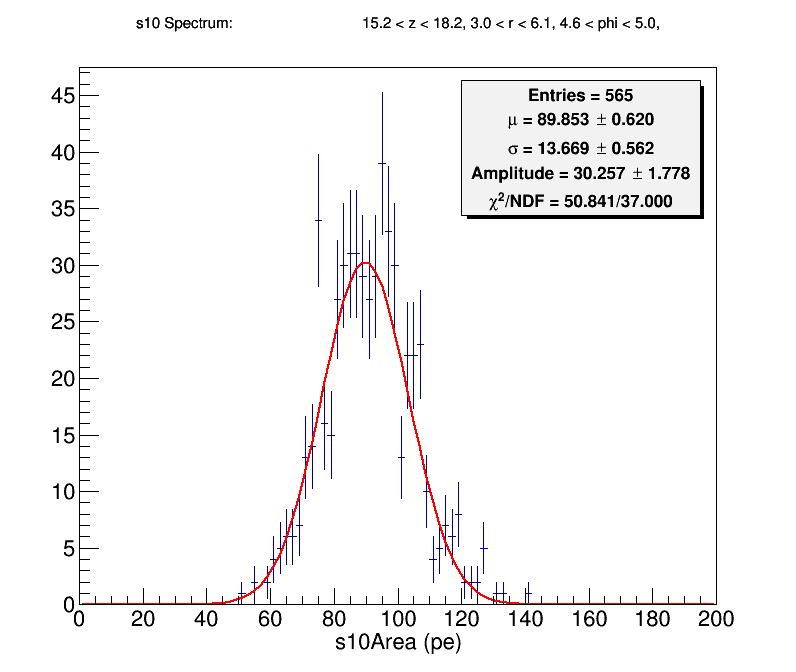 s10 Spectrum: 15.2 < z < 18.2, 3.0 < r < 6.1, 4.6 < phi < 5.0,
Entries = 565
μ = 89.853 ± 0.620
σ = 13.669 ± 0.562
Amplitude = 30.257 ± 1.778
χ²/NDF = 50.841/37.000
45
40
35
30
25
20
15
10
5
0
0 20 40 60 80 100 120 140 160 180 200
s10Area (pe)